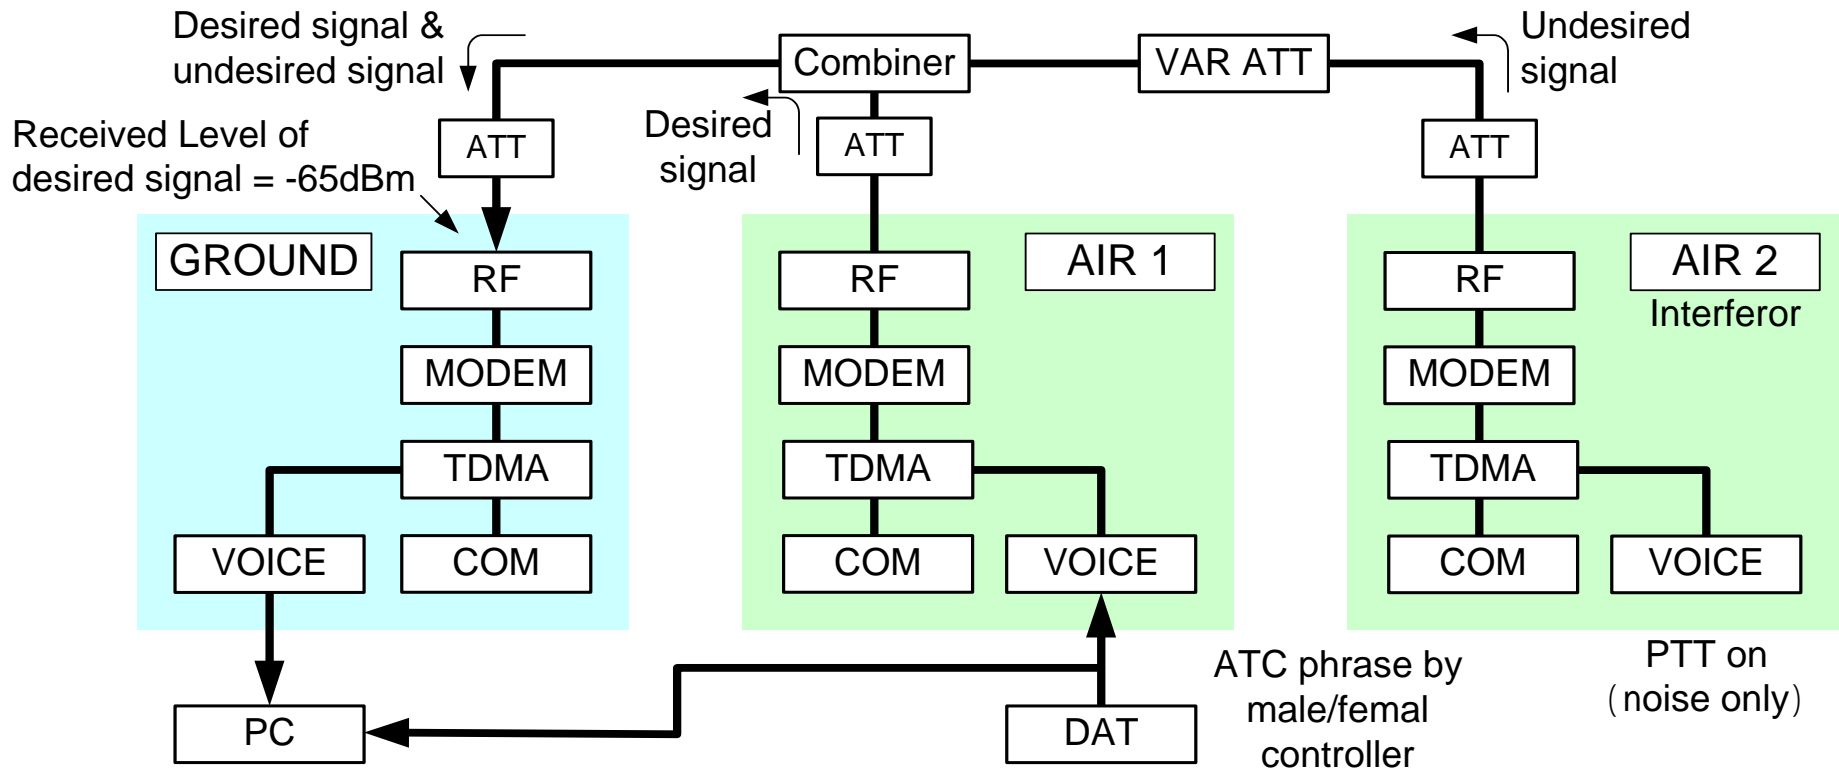 Desired signal &
undesired signal
Combiner
VAR ATT
Undesired
signal
Received Level of
desired signal = -65dBm
ATT
Desired
signal
ATT
ATT
GROUND
RF
MODEM
TDMA
VOICE
COM
AIR 1
RF
MODEM
TDMA
COM
VOICE
AIR 2
Interferor
RF
MODEM
TDMA
COM
VOICE
PC
DAT
ATC phrase by
male/femal
controller
PTT on
(noise only)